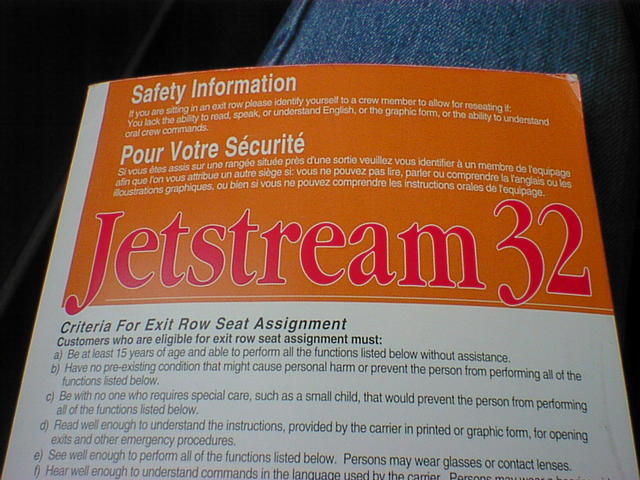 Safety Information
If you are sitting in an exit row please identify yourself to a crew member to allow for reseating if:
You lack the ability to read, speak, or understand English, or the graphic form, or the ability to understand
oral crew commands.
Pour Votre Sécurité
Si vous êtes assis sur une rangée située près d'une sortie veuillez vous identifier à un membre de l'equipage
afin que l'on vous attribue un autre siège si: vous ne pouvez pas lire, parler ou comprendre la l'anglais ou les
illoustrations graphiques, ou bien si vous ne pouvez comprendre les instructions orales de l'equipage.
Jetstream 32
Criteria For Exit Row Seat Assignment
Customers who are eligible for exit row seat assignment must:
a) Be at least 15 years of age and able to perform all the functions listed below without assistance.
b) Have no pre-existing condition that might cause personal harm or prevent the person from performing all of the
functions listed below.
c) Be with no one who requires special care, such as a small child, that would prevent the person from performing
all of the functions listed below.
d) Read well enough to understand the instructions, provided by the carrier in printed or graphic form, for opening
exits and other emergency procedures.
e) See well enough to perform all of the functions listed below. Persons may wear glasses or contact lenses.
f) Hear well enough to understand commands in the language used by the carrier. Persons may wear a